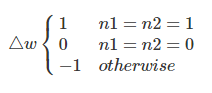 1 n1 = n2 = 1
△w { 0 n1 = n2 = 0
−1 otherwise